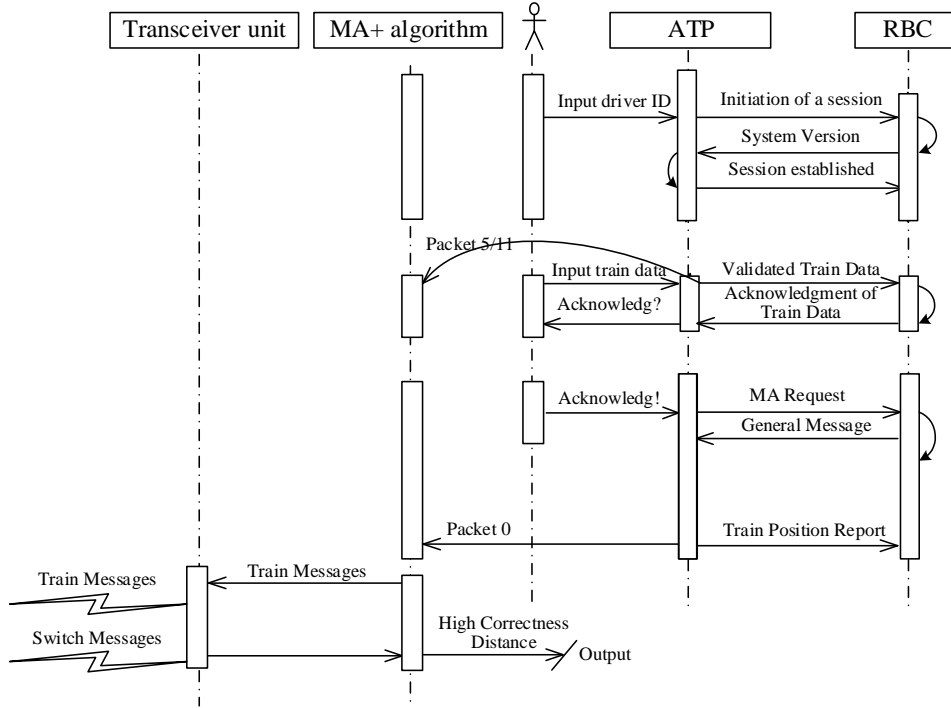 Transceiver unit
MA+ algorithm
ATP
RBC
Input driver ID
Initiation of a session
System Version
Session established
Packet 5/11
Input train data
Validated Train Data
Acknowledg?
Acknowledgment of
Train Data
Acknowledg!
MA Request
General Message
Packet 0
Train Position Report
Train Messages
Train Messages
Switch Messages
High Correctness
Distance
Output